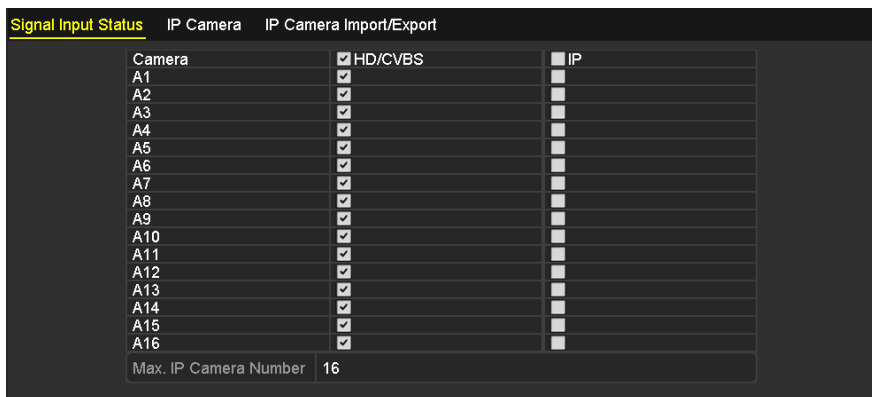 Signal Input Status IP Camera IP Camera Import/Export
Camera HD/CVBS IP
A1
A2
A3
A4
A5
A6
A7
A8
A9
A10
A11
A12
A13
A14
A15
A16
Max. IP Camera Number 16